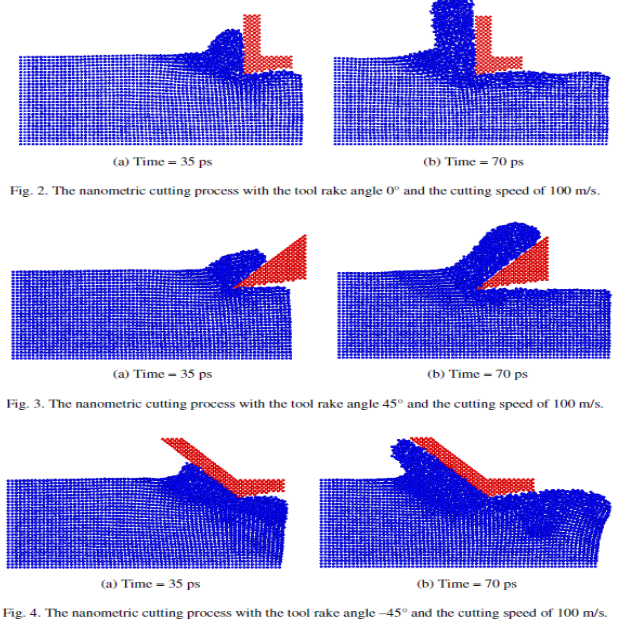 (a) Time = 35 ps (b) Time = 70 ps
Fig. 2. The nanometric cutting process with the tool rake angle 0° and the cutting speed of 100 m/s.
(a) Time = 35 ps (b) Time = 70 ps
Fig. 3. The nanometric cutting process with the tool rake angle 45° and the cutting speed of 100 m/s.
(a) Time = 35 ps (b) Time = 70 ps
Fig. 4. The nanometric cutting process with the tool rake angle –45° and the cutting speed of 100 m/s.